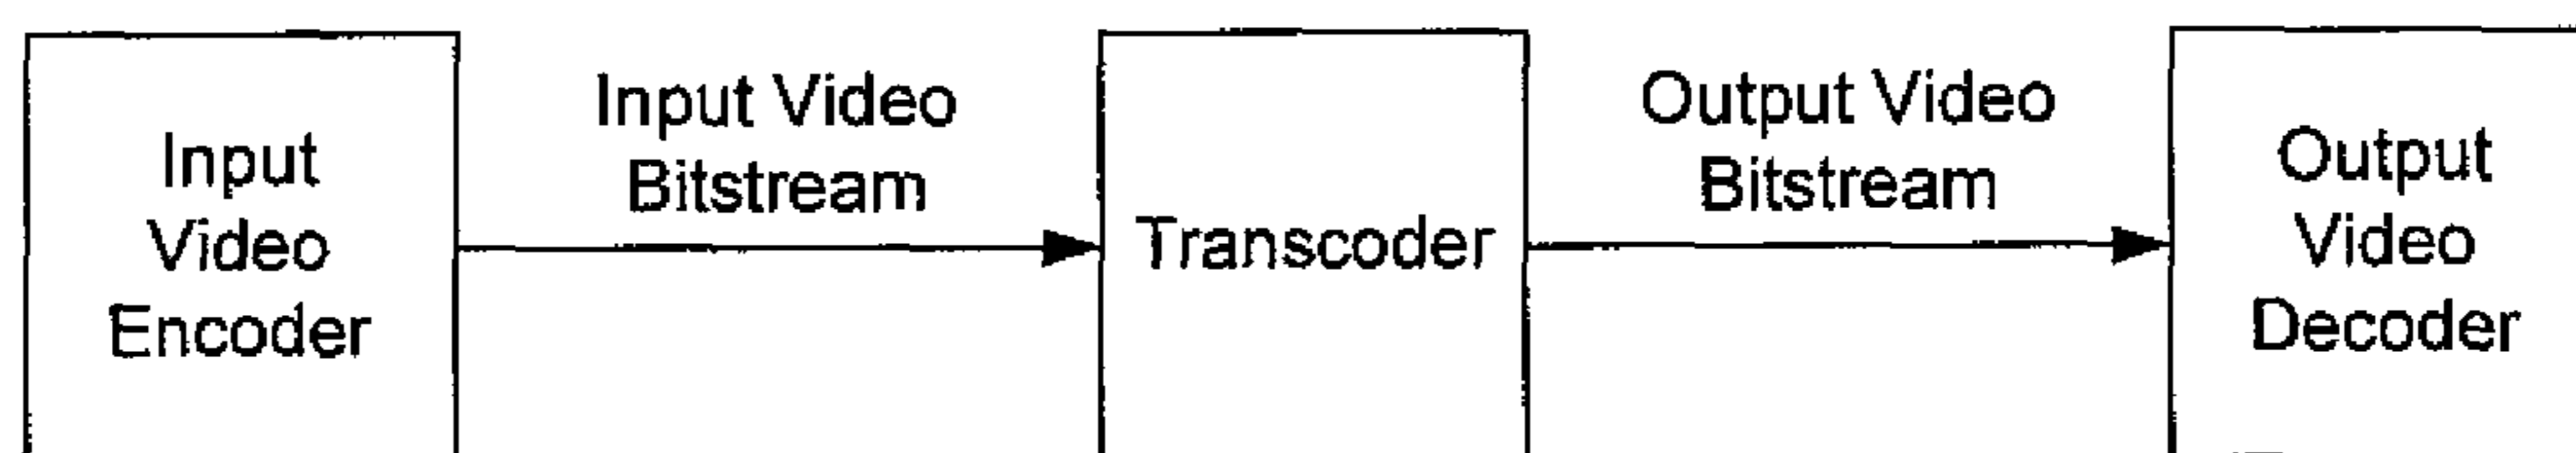 Input
Video
Encoder
Input Video
Bitstream
Transcoder
Output Video
Bitstream
Output
Video
Decoder